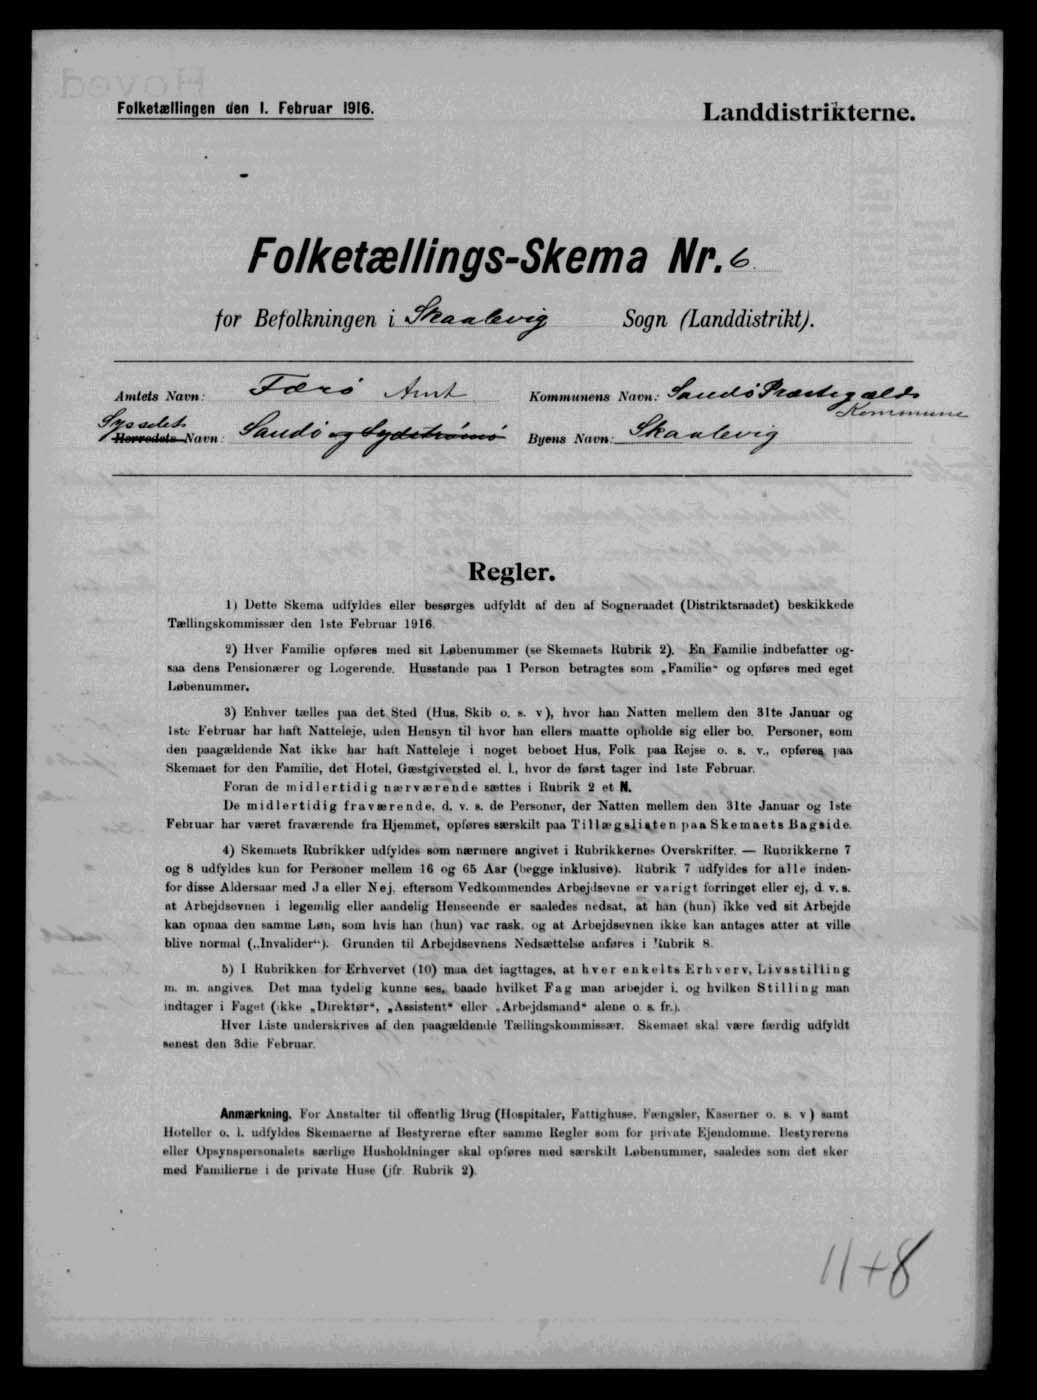 Folketællingen den 1. Februar 1916.
Landdistrikterne.
Folketællings-Skema Nr. 6
for Befolkningen i Skaalevig Sogn (Landdistrikt).
Amtets Navn: Færø Amt
Kommunens Navn: Sandø Præstegælds
Kommune
Sysselets
Herredets Navn: Sandø og Sydstrømø
Byens Navn: Skaalevig
Regler.
1) Dette Skema udfyldes eller besørges udfyldt af den af Sogneraadet (Distriktsraadet) beskikkede
Tællingskommissær den 1ste Februar 1916.
2) Hver Familie opføres med sit Løbenummer (se Skemaets Rubrik 2). En Familie indbefatter og-
saa dens Pensionærer og Logerende. Husstande paa 1 Person betragtes som „Familie“ og opføres med eget
Løbenummer.
3) Enhver tælles paa det Sted (Hus, Skib o. s. v), hvor han Natten mellem den 31te Januar og
1ste Februar har haft Natteleje, uden Hensyn til hvor han ellers maatte opholde sig eller bo. Personer, som
den paagældende Nat ikke har haft Natteleje i noget beboet Hus, Folk paa Rejse o. s. v., opføres paa
Skemaet for den Familie, det Hotel, Gæstgiversted el. l., hvor de først tager ind 1ste Februar.
Foran de midlertidig nærværende sættes i Rubrik 2 et N.
De midlertidig fraværende, d. v. s. de Personer, der Natten mellem den 31te Januar og 1ste
Februar har været fraværende fra Hjemmet, opføres særskilt paa Tillægslisten paa Skemaets Bagside.
4) Skemaets Rubrikker udfyldes som nærmere angivet i Rubrikkernes Overskrifter. — Rubrikkerne 7
og 8 udfyldes kun for Personer mellem 16 og 65 Aar (begge inklusive). Rubrik 7 udfyldes for alle inden-
for disse Aldersaar med Ja eller Nej, eftersom Vedkommendes Arbejdsevne er varigt forringet eller ej, d. v. s.
at Arbejdsevnen i legemlig eller aandelig Henseende er saaledes nedsat, at han (hun) ikke ved sit Arbejde
kan opnaa den samme Løn, som hvis han (hun) var rask, og at Arbejdsevnen ikke kan antages atter at ville
blive normal („Invalider“). Grunden til Arbejdsevnens Nedsættelse anføres i Rubrik 8.
5) I Rubrikken for Erhvervet (10) maa det iagttages, at hver enkelts Erhverv, Livsstilling
m. m. angives. Det maa tydelig kunne ses, baade hvilket Fag man arbejder i, og hvilken Stilling man
indtager i Faget (ikke „Direktør“, „Assistent“ eller „Arbejdsmand“ alene o. s. fr.).
Hver Liste underskrives af den paagældende Tællingskommissær. Skemaet skal være færdig udfyldt
senest den 3die Februar.
Anmærkning. For Anstalter til offentlig Brug (Hospitaler, Fattighuse, Fængsler, Kaserner o. s. v) samt
Hoteller o. l. udfyldes Skemaerne af Bestyrerne efter samme Regler som for private Ejendomme. Bestyrerens
eller Opsynspersonalets særlige Husholdninger skal opføres med særskilt Løbenummer, saaledes som det sker
med Familierne i de private Huse (jfr. Rubrik 2).
11+8